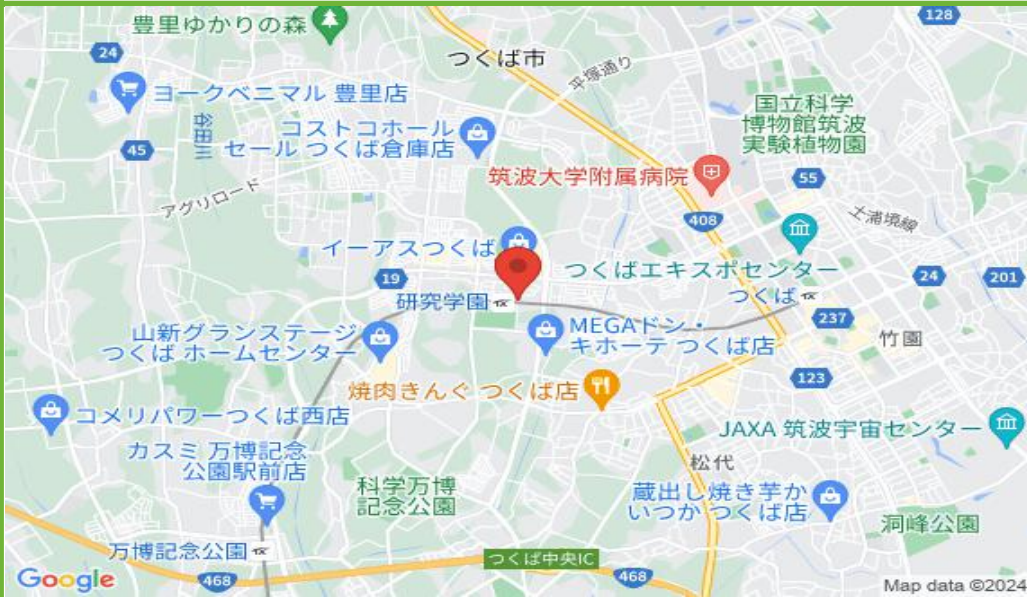 豊里ゆかりの森
128
24
つくば市
平塚通り
ヨークベニマル 豊里店
谷田川
国立科学
博物館筑波
実験植物園
コストコホール
セール つくば倉庫店
45
筑波大学附属病院
55
アグリロード
408
土浦境線
イーアスつくば
つくばエキスポセンター
19
24
201
研究学園
つくば
237
山新グランステージ
つくば ホームセンター
MEGAドン・
キホーテ つくば店
竹園
焼肉きんぐ つくば店
123
コメリパワーつくば西店
JAXA 筑波宇宙センター
カスミ 万博記念
公園駅前店
松代
科学万博
記念公園
蔵出し焼き芋か
いつか つくば店
洞峰公園
万博記念公園
つくば中央IC
Google
468
468
Map data ©2024